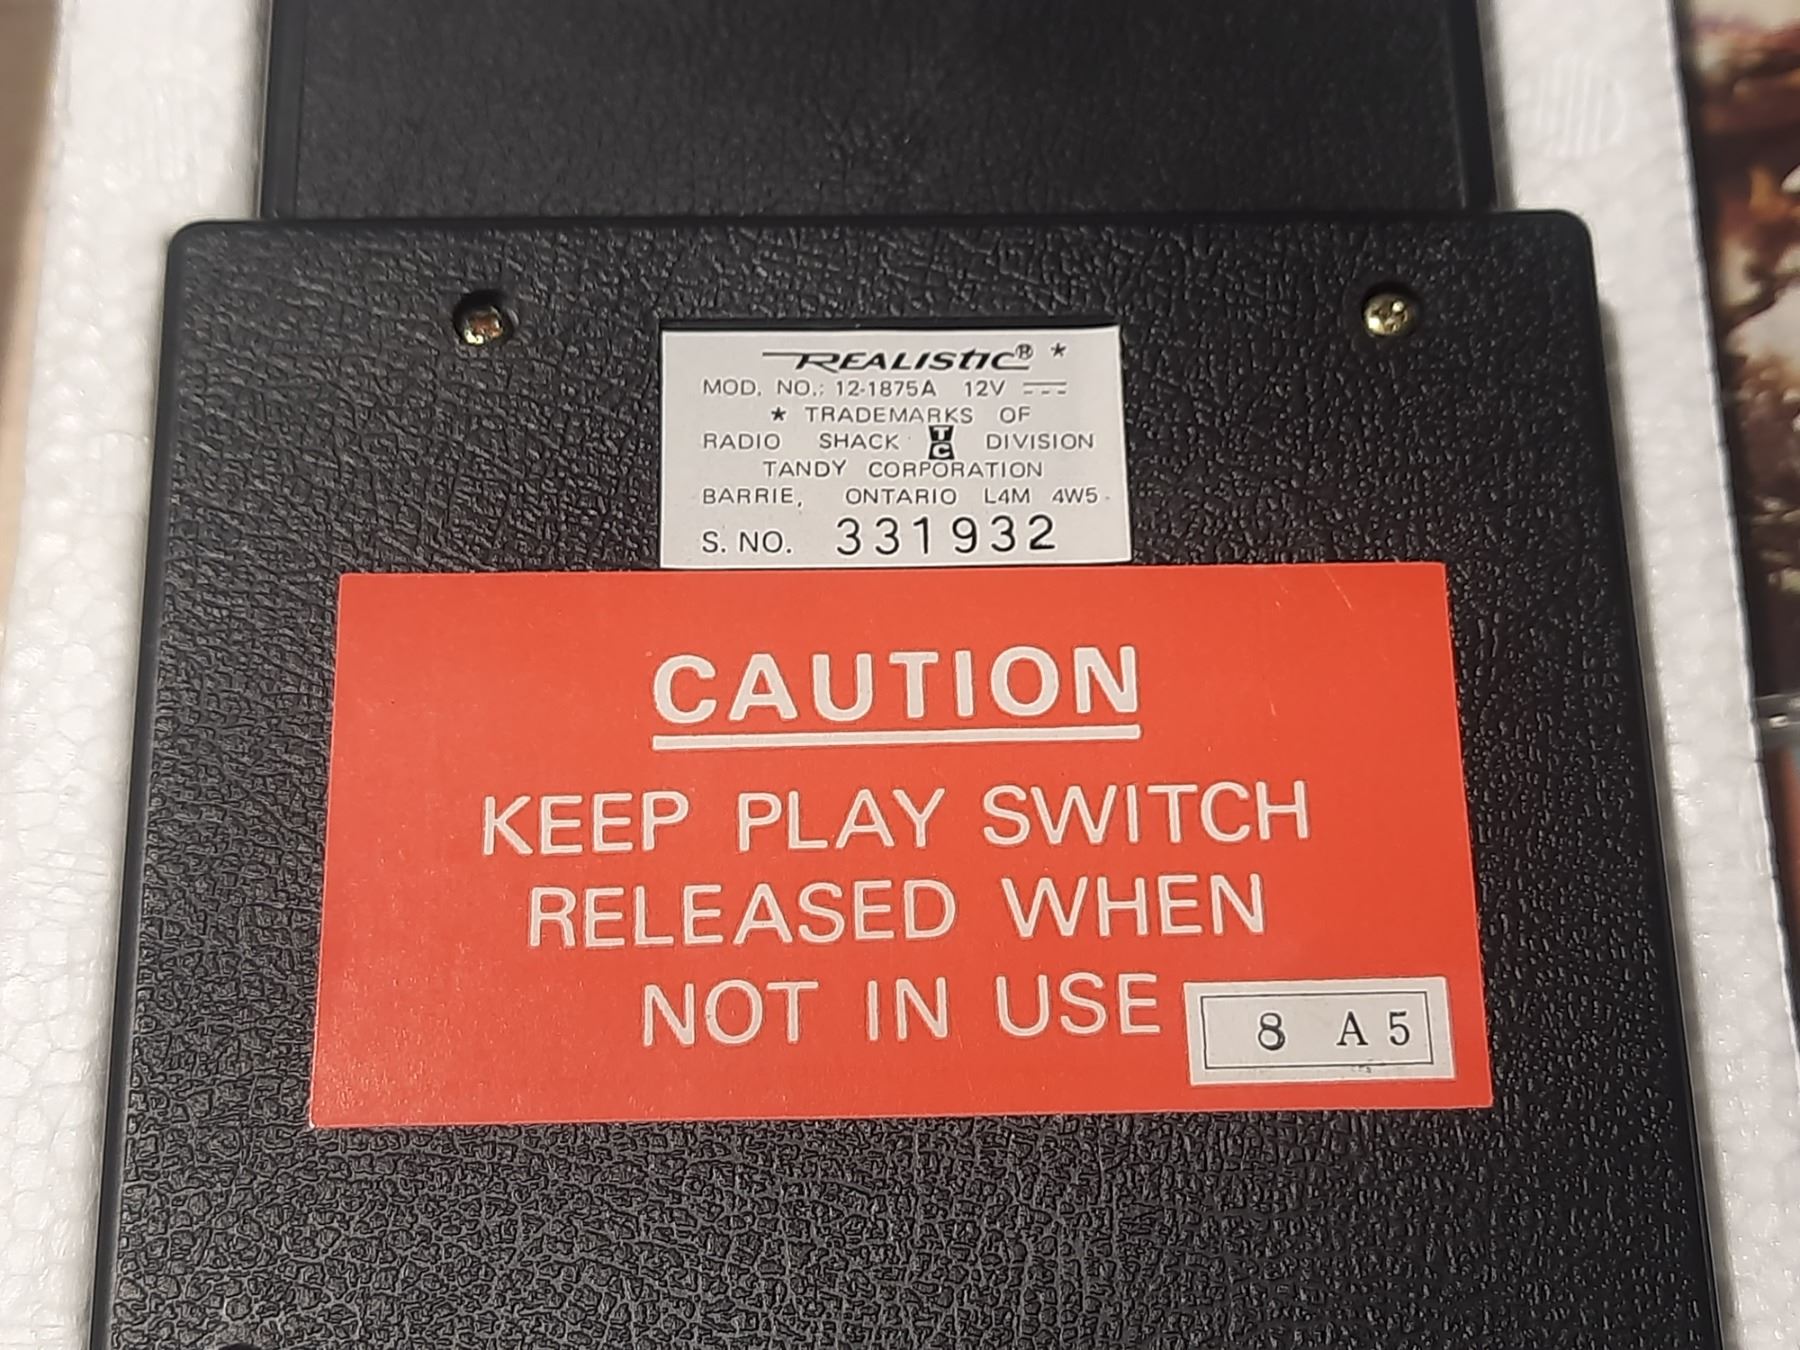 REALISTIC® *
MOD. NO.: 12-1875A 12V
* TRADEMARKS OF
RADIO SHACK TC DIVISION
TANDY CORPORATION
BARRIE, ONTARIO L4M 4W5
S. NO. 331932
CAUTION
KEEP PLAY SWITCH
RELEASED WHEN
NOT IN USE
8 A5